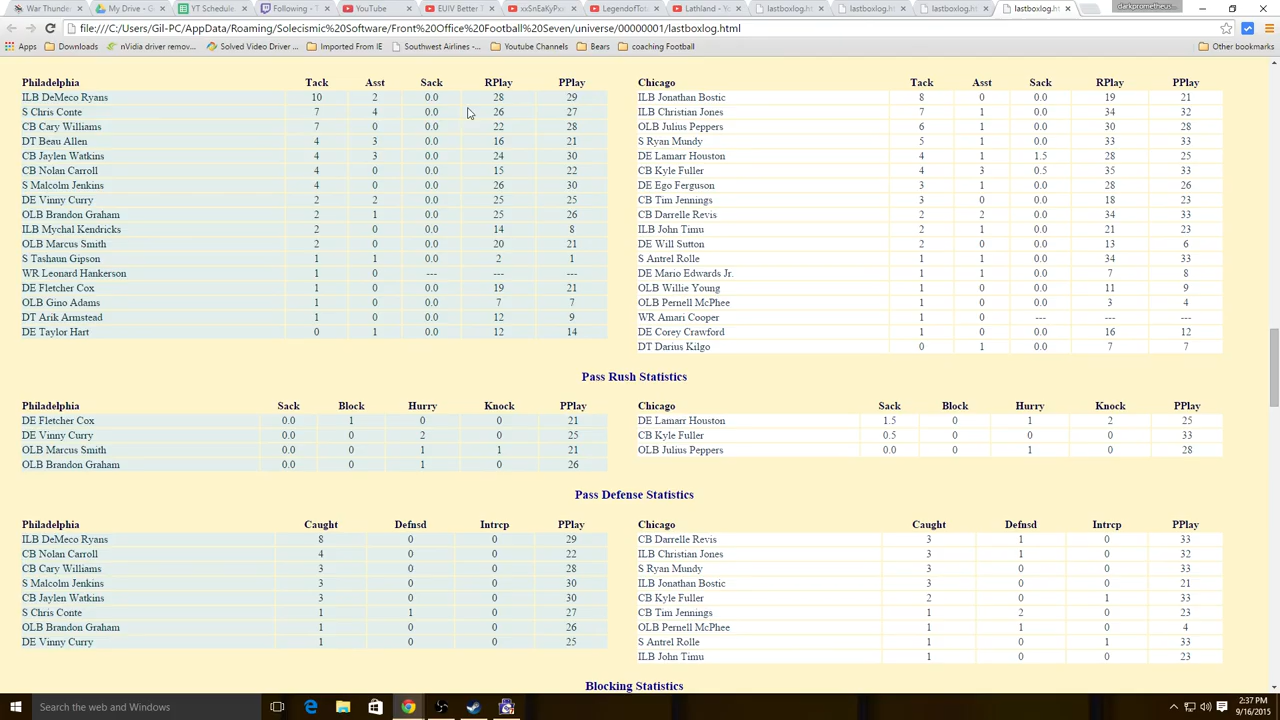 War Thunder
My Drive - G
YT Schedule
Following -
YouTube
EUIV Better T
xxSnEaKyPx
LegendofTo
Lathland - Yo
lastboxlog.ht
lastboxlog.ht
lastboxlog.ht
lastboxlog.ht
darkprometheus
file:///C:/Users/Gil-PC/AppData/Roaming/Solecismic%20Software/Front%20Office%20Football%20Seven/universe/00000001/lastboxlog.html
Apps Downloads nVidia driver remov... Solved Video Driver ... Imported From IE Southwest Airlines -... Youtube Channels Bears coaching Football Other bookmarks
Philadelphia Tack Asst Sack RPlay PPlay
ILB DeMeco Ryans 10 2 0.0 28 29
S Chris Conte 7 4 0.0 26 27
CB Cary Williams 7 0 0.0 22 28
DT Beau Allen 4 3 0.0 16 21
CB Jaylen Watkins 4 3 0.0 24 30
CB Nolan Carroll 4 0 0.0 15 22
S Malcolm Jenkins 4 0 0.0 26 30
DE Vinny Curry 2 2 0.0 25 25
OLB Brandon Graham 2 1 0.0 25 26
ILB Mychal Kendricks 2 0 0.0 14 8
OLB Marcus Smith 2 0 0.0 20 21
S Tashaun Gipson 1 1 0.0 2 1
WR Leonard Hankerson 1 0 --- --- ---
DE Fletcher Cox 1 0 0.0 19 21
OLB Gino Adams 1 0 0.0 7 7
DT Arik Armstead 1 0 0.0 12 9
DE Taylor Hart 0 1 0.0 12 14
Chicago Tack Asst Sack RPlay PPlay
ILB Jonathan Bostic 8 0 0.0 19 21
ILB Christian Jones 7 1 0.0 34 32
OLB Julius Peppers 6 1 0.0 30 28
S Ryan Mundy 5 1 0.0 33 33
DE Lamarr Houston 4 1 1.5 28 25
CB Kyle Fuller 4 3 0.5 35 33
DE Ego Ferguson 3 1 0.0 28 26
CB Tim Jennings 3 0 0.0 18 23
CB Darrelle Revis 2 2 0.0 34 33
ILB John Timu 2 1 0.0 21 23
DE Will Sutton 2 0 0.0 13 6
S Antrel Rolle 1 1 0.0 34 33
DE Mario Edwards Jr. 1 1 0.0 7 8
OLB Willie Young 1 0 0.0 11 9
OLB Pernell McPhee 1 0 0.0 3 4
WR Amari Cooper 1 0 --- --- ---
DE Corey Crawford 1 0 0.0 16 12
DT Darius Kilgo 0 1 0.0 7 7
Pass Rush Statistics
Philadelphia Sack Block Hurry Knock PPlay
DE Fletcher Cox 0.0 1 0 0 21
DE Vinny Curry 0.0 0 2 0 25
OLB Marcus Smith 0.0 0 1 1 21
OLB Brandon Graham 0.0 0 1 0 26
Chicago Sack Block Hurry Knock PPlay
DE Lamarr Houston 1.5 0 1 2 25
CB Kyle Fuller 0.5 0 0 0 33
OLB Julius Peppers 0.0 0 1 0 28
Pass Defense Statistics
Philadelphia Caught Defnsd Intrcp PPlay
ILB DeMeco Ryans 8 0 0 29
CB Nolan Carroll 4 0 0 22
CB Cary Williams 3 0 0 28
S Malcolm Jenkins 3 0 0 30
CB Jaylen Watkins 3 0 0 30
S Chris Conte 1 1 0 27
OLB Brandon Graham 1 0 0 26
DE Vinny Curry 1 0 0 25
Chicago Caught Defnsd Intrcp PPlay
CB Darrelle Revis 3 1 0 33
ILB Christian Jones 3 1 0 32
S Ryan Mundy 3 0 0 33
ILB Jonathan Bostic 3 0 0 21
CB Kyle Fuller 2 0 1 33
CB Tim Jennings 1 2 0 23
OLB Pernell McPhee 1 0 0 4
S Antrel Rolle 1 0 1 33
ILB John Timu 1 0 0 23
Blocking Statistics
Search the web and Windows
2:37 PM
9/16/2015